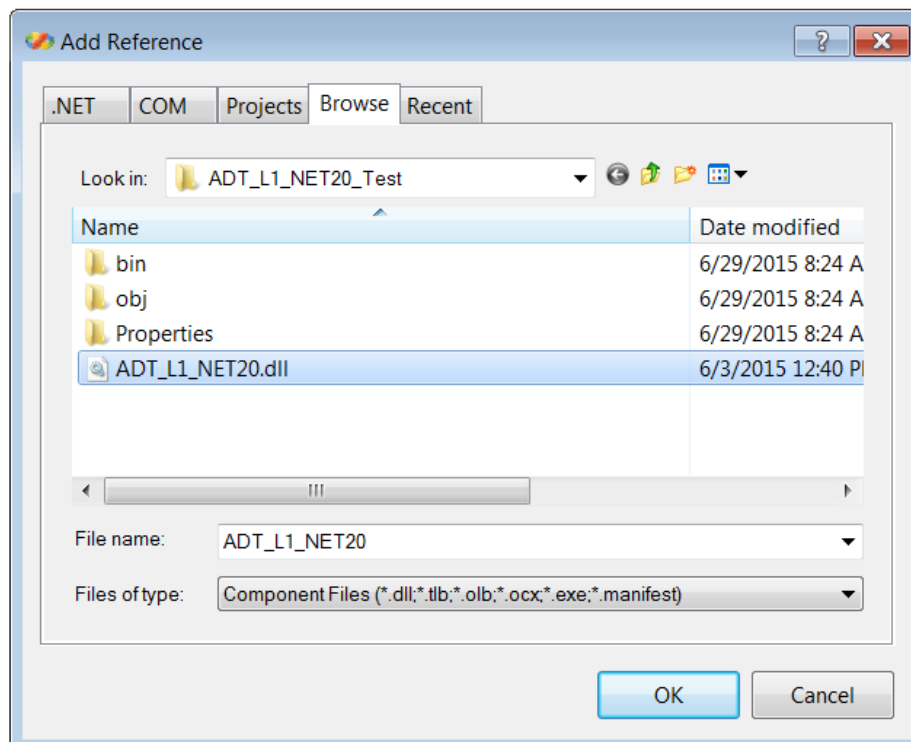 Add Reference
.NET COM Projects Browse Recent
Look in: ADT_L1_NET20_Test
Name Date modified
bin 6/29/2015 8:24 A
obj 6/29/2015 8:24 A
Properties 6/29/2015 8:24 A
ADT_L1_NET20.dll 6/3/2015 12:40 P
File name: ADT_L1_NET20
Files of type: Component Files (*.dll;*.tlb;*.olb;*.ocx;*.exe;*.manifest)
OK Cancel